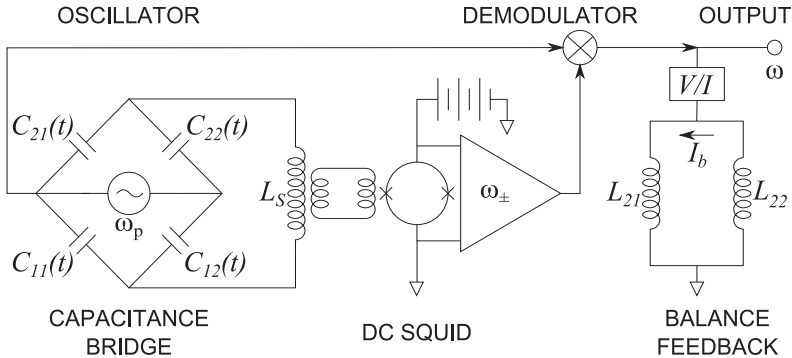 OSCILLATOR
DEMODULATOR
OUTPUT
ω
V/I
C21(t)
C22(t)
I_b
L_S
ω±
L21
L22
ω_p
C11(t)
C12(t)
CAPACITANCE
BRIDGE
DC SQUID
BALANCE
FEEDBACK